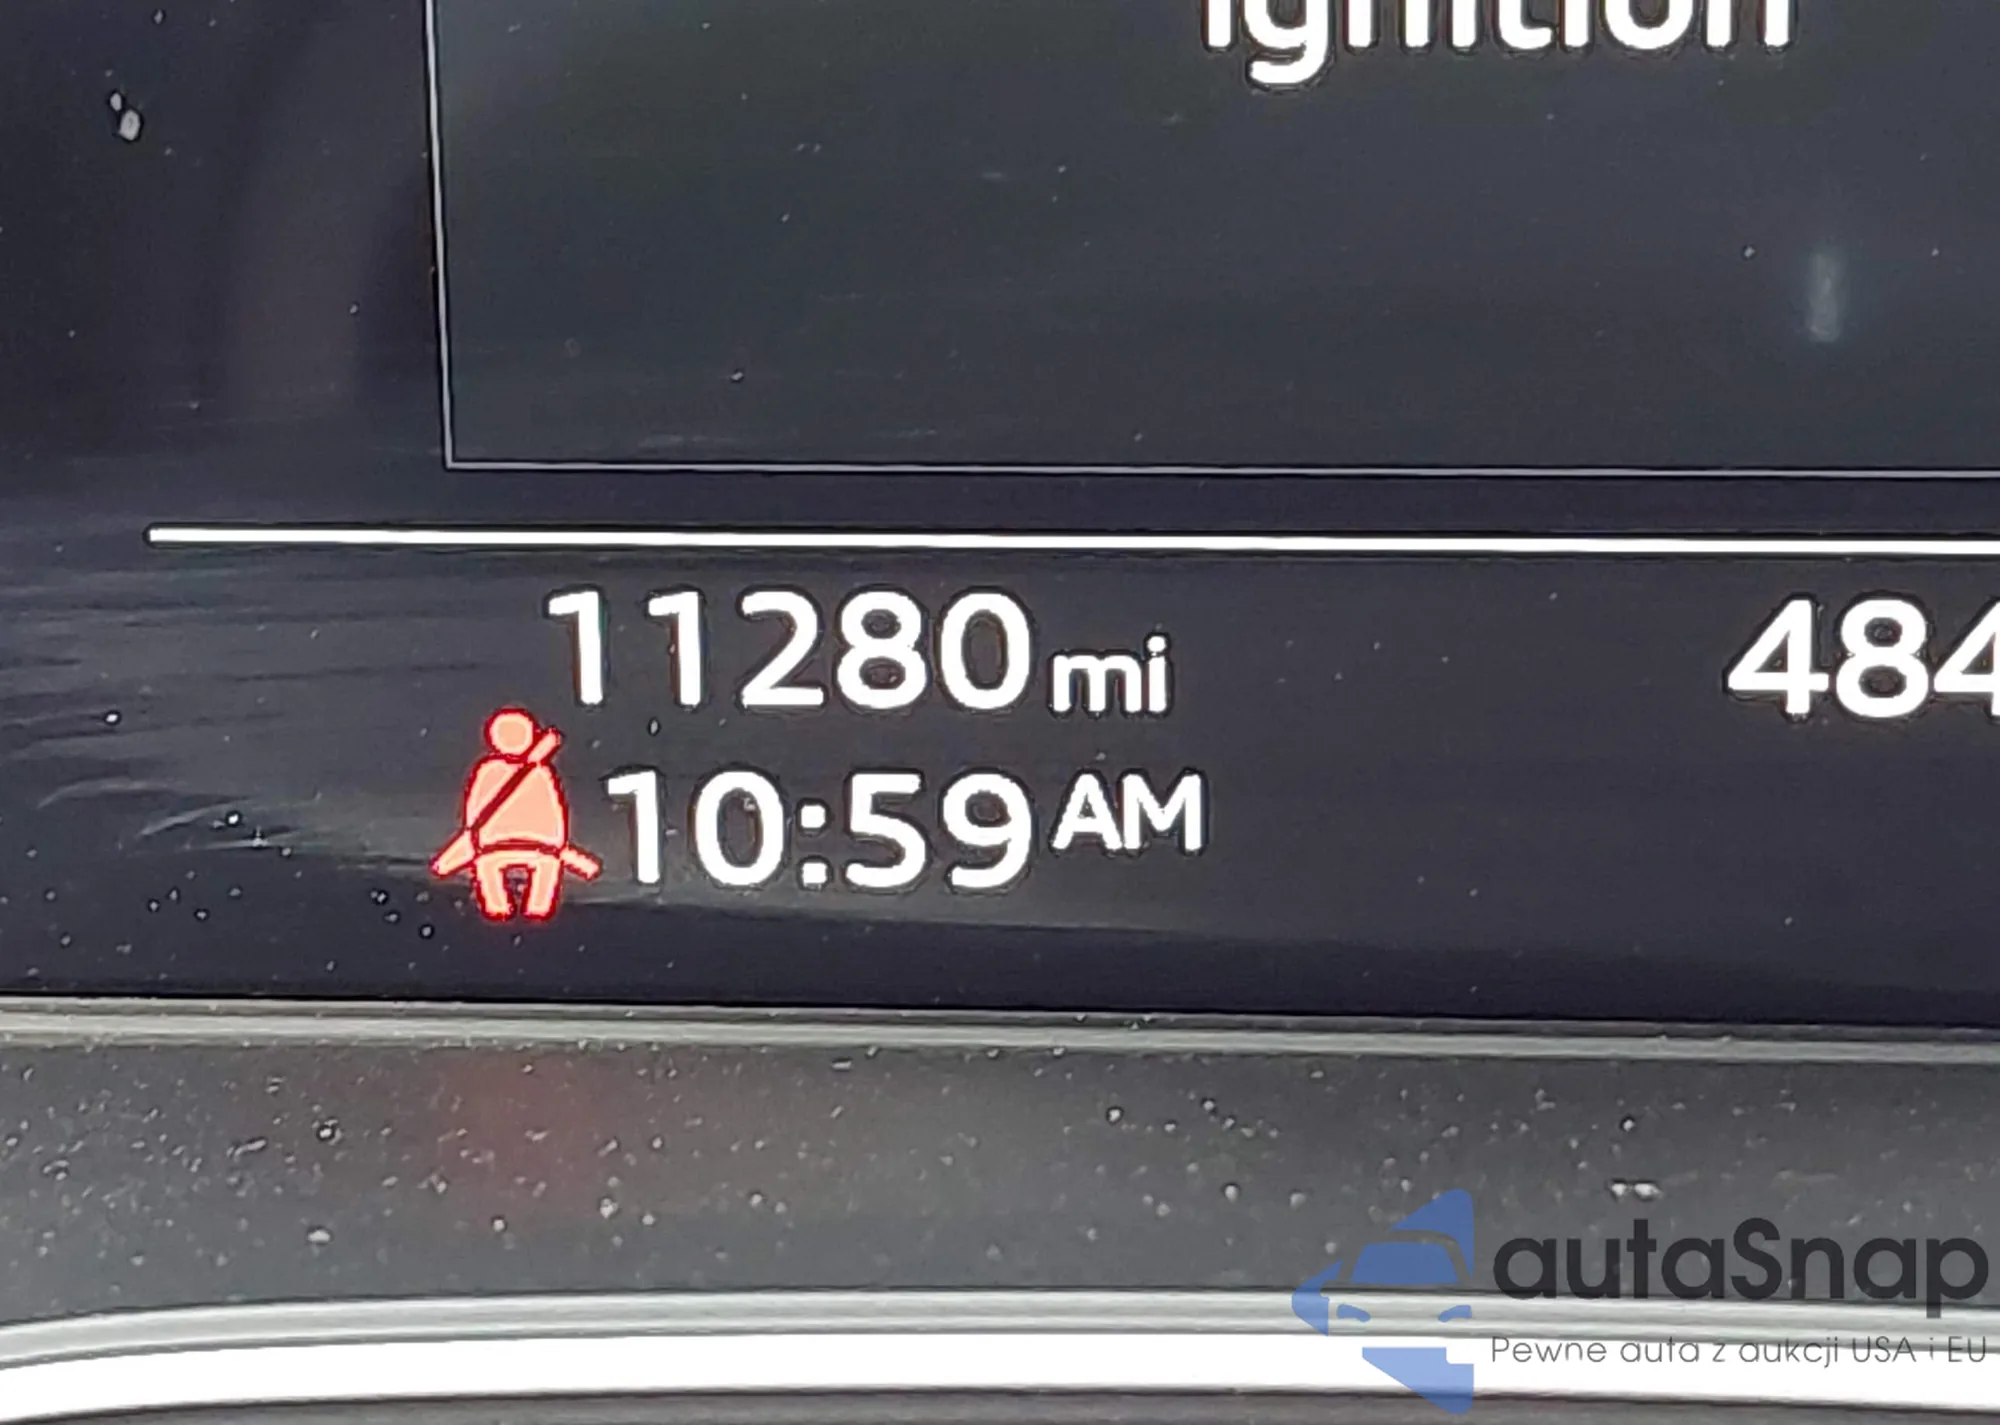 ignition
11280 mi
484
10:59 AM
autaSnap
Pewne auta z aukcji USA i EU